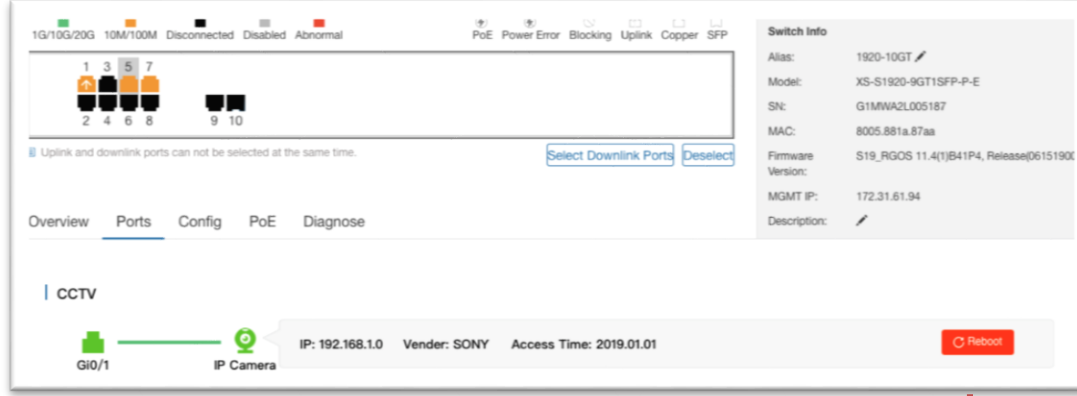 1G/10G/20G 10M/100M Disconnected Disabled Abnormal PoE Power Error Blocking Uplink Copper SFP
1 3 5 7
2 4 6 8 9 10
Uplink and downlink ports can not be selected at the same time.
Select Downlink Ports Deselect
Switch Info
Alias: 1920-10GT
Model: XS-S1920-9GT1SFP-P-E
SN: G1MWA2L005187
MAC: 8005.881a.87aa
Firmware S19_RGOS 11.4(1)B41P4, Release(06151900
Version:
MGMT IP: 172.31.61.94
Description:
Overview Ports Config PoE Diagnose
CCTV
Gi0/1 IP Camera IP: 192.168.1.0 Vender: SONY Access Time: 2019.01.01 Reboot